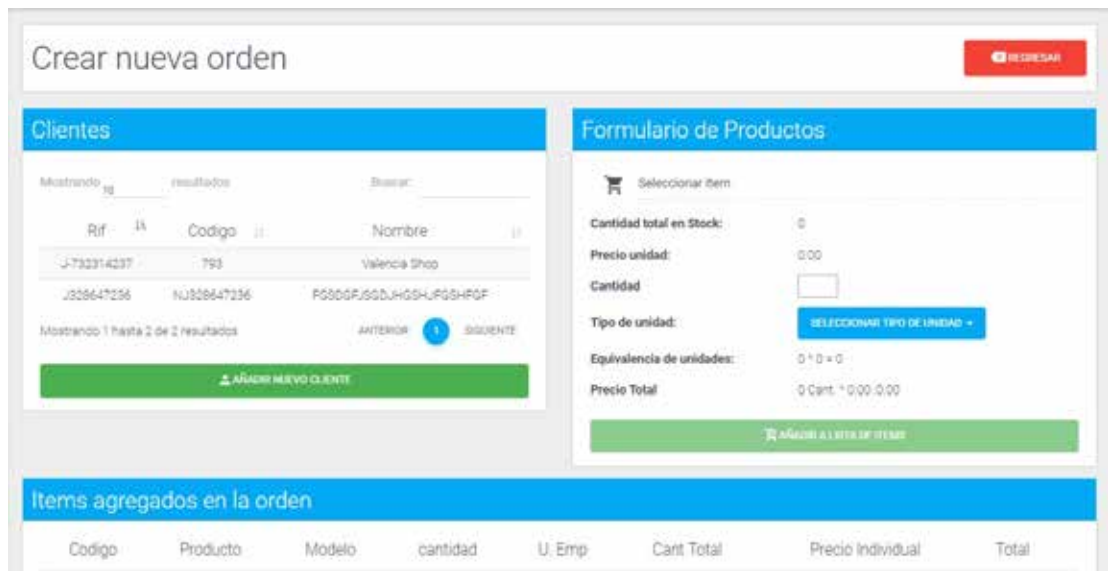 Crear nueva orden
REGRESAR
Clientes
Mostrando 10 resultados
Buscar:
Rif Codigo Nombre
J-732314237 793 Valencia Shop
J328647236 NJ328647236
Mostrando 1 hasta 2 de 2 resultados
ANTERIOR 1 SIGUIENTE
AÑADIR NUEVO CLIENTE
Formulario de Productos
Seleccionar item
Cantidad total en Stock: 0
Precio unidad: 0.00
Cantidad
Tipo de unidad: SELECCIONAR TIPO DE UNIDAD
Equivalencia de unidades: 0 * 0 = 0
Precio Total 0 Cant. * 0.00 :0.00
AÑADIR A LISTA DE ITEMS
Items agregados en la orden
Codigo Producto Modelo cantidad U. Emp Cant Total Precio Individual Total